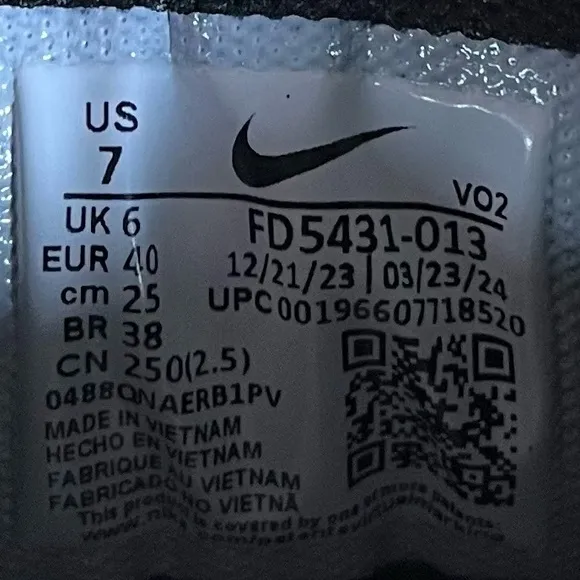 US
7
VO2
UK 6
FD5431-013
EUR 40
12/21/23 | 03/23/24
cm 25
UPC 00196607718520
BR 38
CN 250(2.5)
0488QNAERB1PV
MADE IN VIETNAM
HECHO EN VIETNAM
FABRIQUE AU VIETNAM
FABRICADO NO VIETNÃ
This product is covered by one or more patents.